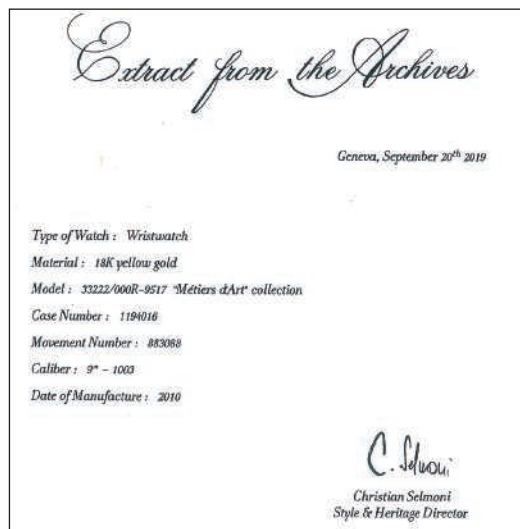 Extract from the Archives
Geneva, September 20th 2019
Type of Watch : Wristwatch
Material : 18K yellow gold
Model : 33222/000R-9517 "Métiers d'Art" collection
Case Number : 1194016
Movement Number : 883088
Caliber : 9''' - 1003
Date of Manufacture : 2010
C. Selmoni
Christian Selmoni
Style & Heritage Director